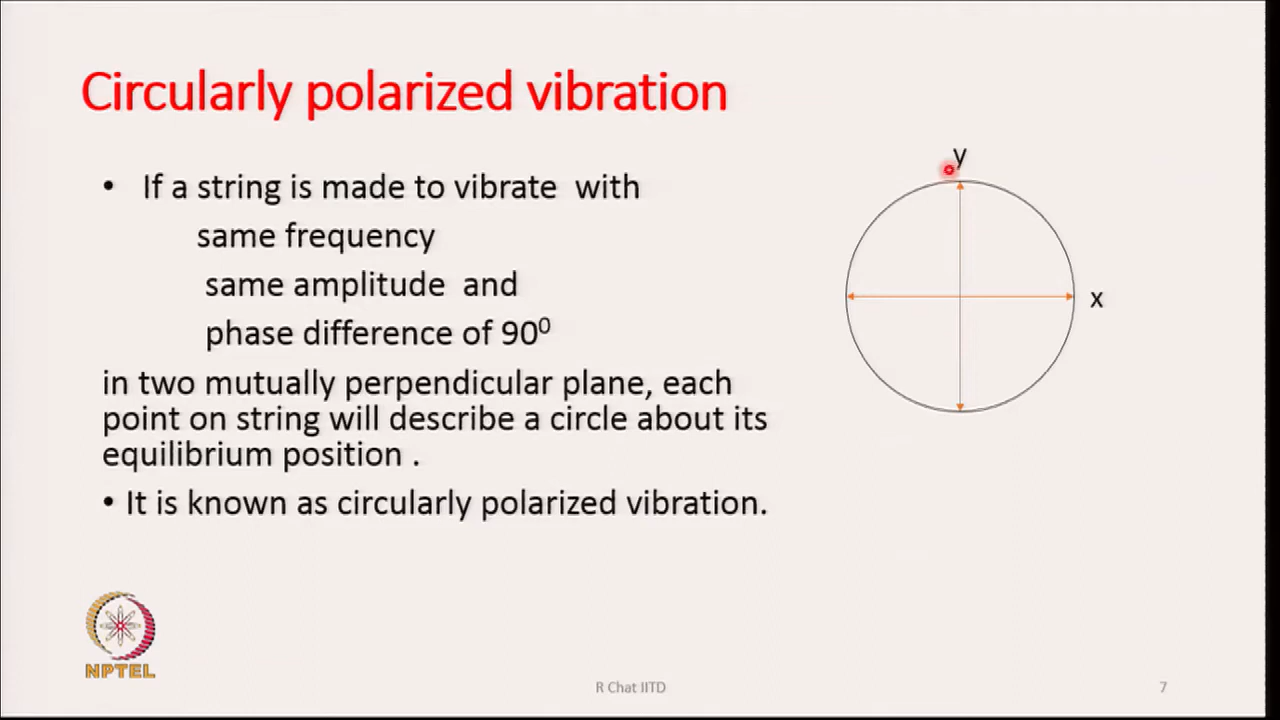 Circularly polarized vibration
• If a string is made to vibrate with
same frequency
same amplitude and
phase difference of 90⁰
in two mutually perpendicular plane, each
point on string will describe a circle about its
equilibrium position .
• It is known as circularly polarized vibration.
y
x
NPTEL
R Chat IITD
7